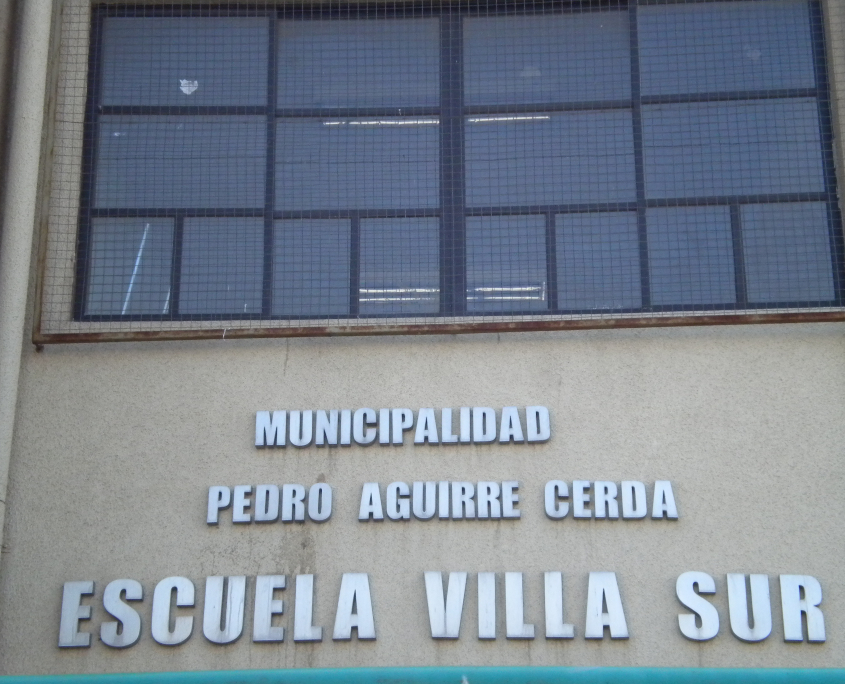 MUNICIPALIDAD
PEDRO AGUIRRE CERDA
ESCUELA VILLA SUR